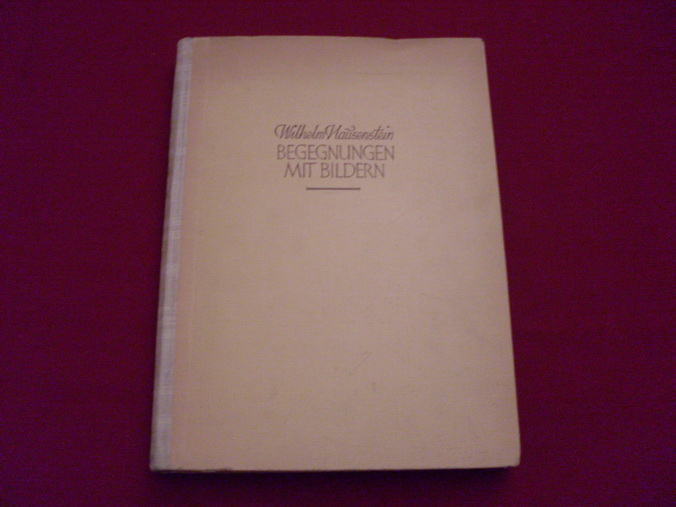 Wilhelm Hausenstein
BEGEGNUNGEN
MIT BILDERN